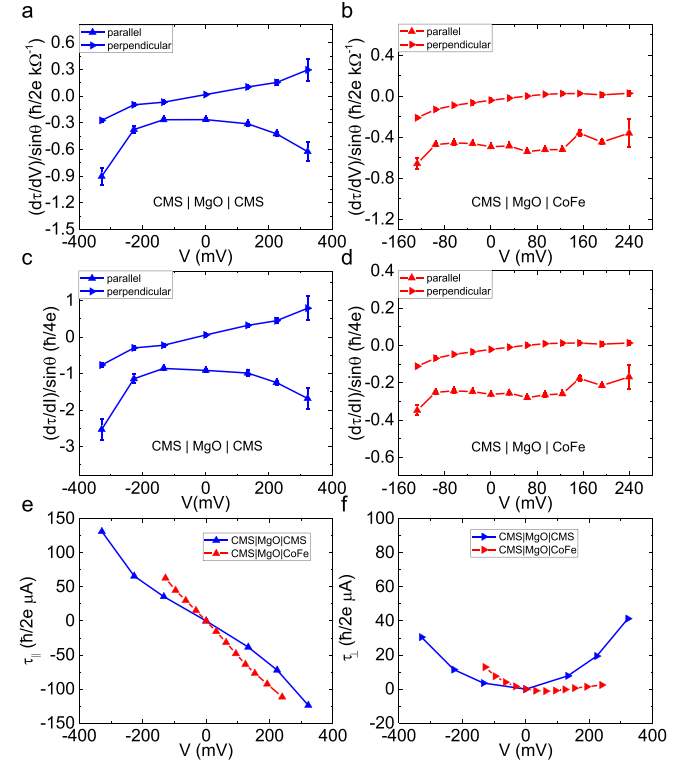 a
parallel
perpendicular
(dτ/dV)/sinθ (ħ/2e kΩ⁻¹)
0.6
0.3
0.0
-0.3
-0.6
-0.9
-1.2
-1.5
CMS | MgO | CMS
-400 -200 0 200 400
V (mV)
b
parallel
perpendicular
(dτ/dV)/sinθ (ħ/2e kΩ⁻¹)
0.4
0.0
-0.4
-0.8
-1.2
CMS | MgO | CoFe
-160 -80 0 80 160 240
V (mV)
c
parallel
perpendicular
(dτ/dI)/sinθ (ħ/4e)
1
0
-1
-2
-3
CMS | MgO | CMS
-400 -200 0 200 400
V(mV)
d
parallel
perpendicular
(dτ/dI)/sinθ (ħ/4e)
0.4
0.2
0.0
-0.2
-0.4
-0.6
CMS | MgO | CoFe
-160 -80 0 80 160 240
V (mV)
e
CMS|MgO|CMS
CMS|MgO|CoFe
τ∥ (ħ/2e μA)
150
100
50
0
-50
-100
-150
-400 -200 0 200 400
V (mV)
f
CMS|MgO|CMS
CMS|MgO|CoFe
τ⊥ (ħ/2e μA)
100
80
60
40
20
0
-20
-400 -200 0 200 400
V (mV)